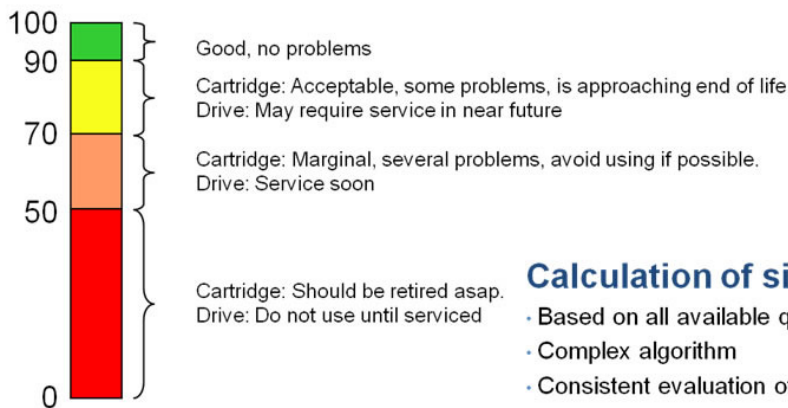 100
Good, no problems
90
Cartridge: Acceptable, some problems, is approaching end of life
Drive: May require service in near future
70
Cartridge: Marginal, several problems, avoid using if possible.
Drive: Service soon
50
Cartridge: Should be retired asap.
Drive: Do not use until serviced
0
Calculation of
· Based on all available
· Complex algorithm
· Consistent evaluation